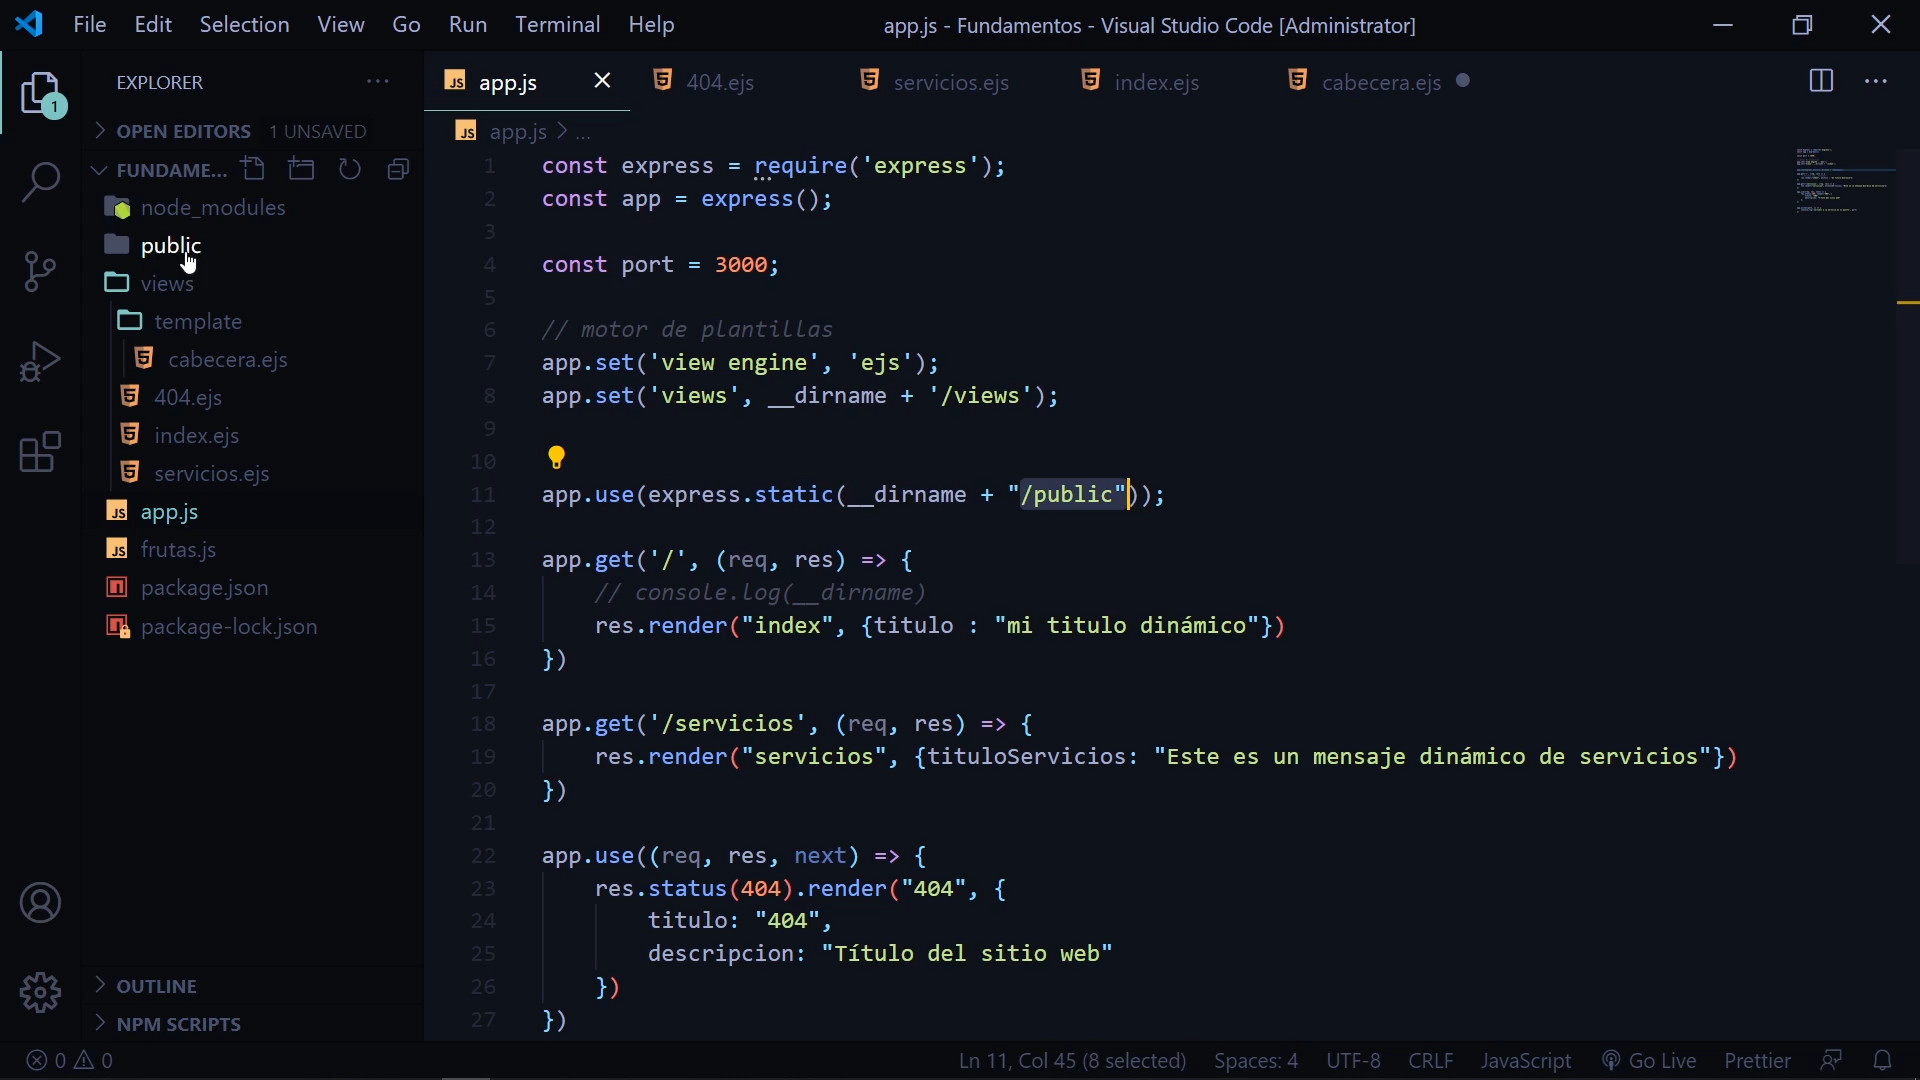 File Edit Selection View Go Run Terminal Help
app.js - Fundamentos - Visual Studio Code [Administrator]
1
EXPLORER
OPEN EDITORS 1 UNSAVED
FUNDAME...
node_modules
public
views
template
cabecera.ejs
404.ejs
index.ejs
servicios.ejs
JS app.js
JS frutas.js
package.json
package-lock.json
OUTLINE
NPM SCRIPTS
JS app.js 404.ejs servicios.ejs index.ejs cabecera.ejs
JS app.js > ...
1 const express = require('express');
2 const app = express();
3
4 const port = 3000;
5
6 // motor de plantillas
7 app.set('view engine', 'ejs');
8 app.set('views', __dirname + '/views');
9
10
11 app.use(express.static(__dirname + "/public"));
12
13 app.get('/', (req, res) => {
14 // console.log(__dirname)
15 res.render("index", {titulo : "mi titulo dinámico"})
16 })
17
18 app.get('/servicios', (req, res) => {
19 res.render("servicios", {tituloServicios: "Este es un mensaje dinámico de servicios"})
20 })
21
22 app.use((req, res, next) => {
23 res.status(404).render("404", {
24 titulo: "404",
25 descripcion: "Título del sitio web"
26 })
27 })
0 0
Ln 11, Col 45 (8 selected) Spaces: 4 UTF-8 CRLF JavaScript Go Live Prettier